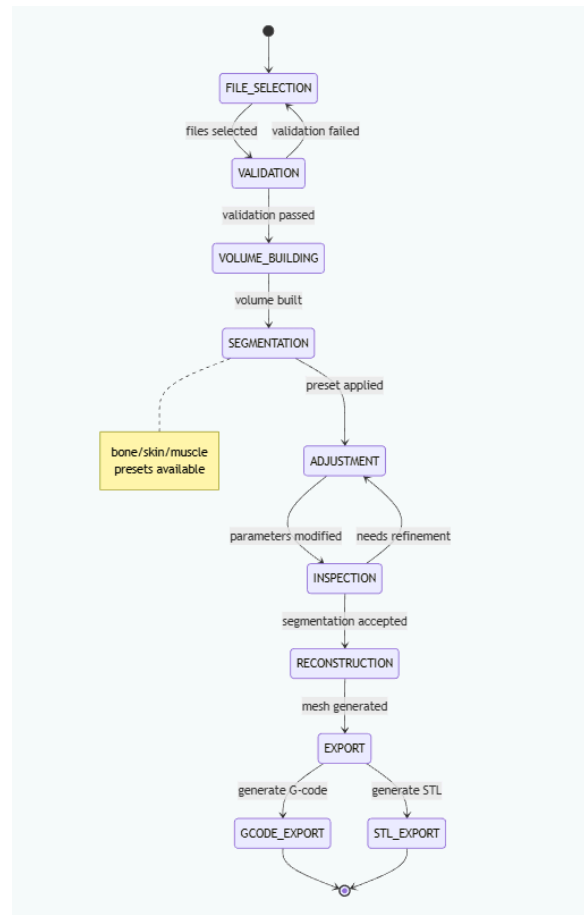 FILE_SELECTION
files selected
validation failed
VALIDATION
validation passed
VOLUME_BUILDING
volume built
SEGMENTATION
preset applied
bone/skin/muscle
presets available
ADJUSTMENT
parameters modified
needs refinement
INSPECTION
segmentation accepted
RECONSTRUCTION
mesh generated
EXPORT
generate G-code
generate STL
GCODE_EXPORT
STL_EXPORT